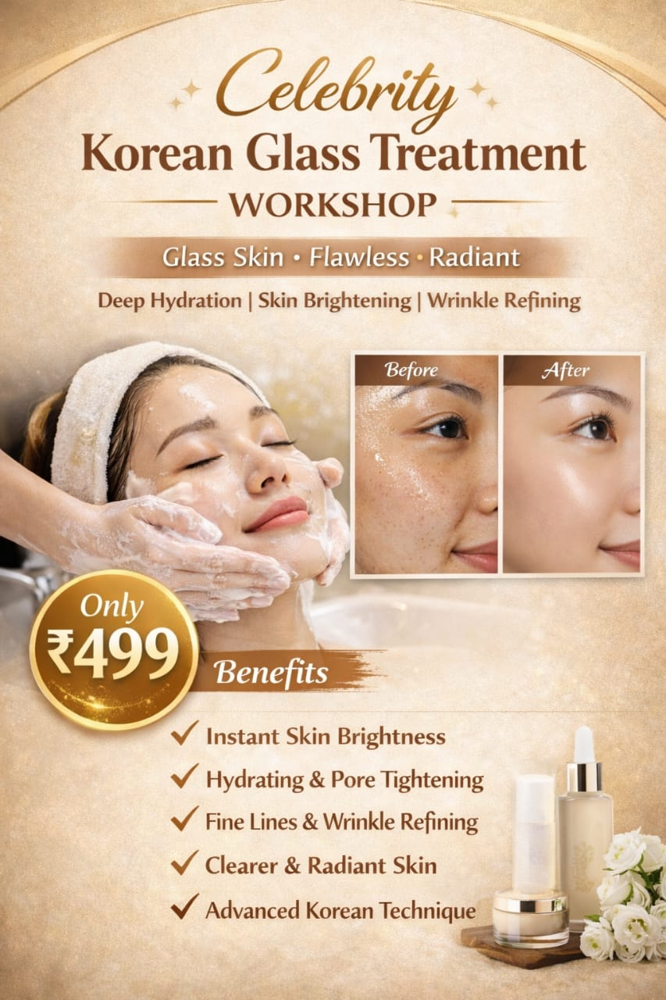 Celebrity
Korean Glass Treatment
WORKSHOP
Glass Skin • Flawless • Radiant
Deep Hydration | Skin Brightening | Wrinkle Refining
Before
After
Only
₹499
Benefits
✓ Instant Skin Brightness
✓ Hydrating & Pore Tightening
✓ Fine Lines & Wrinkle Refining
✓ Clearer & Radiant Skin
✓ Advanced Korean Technique